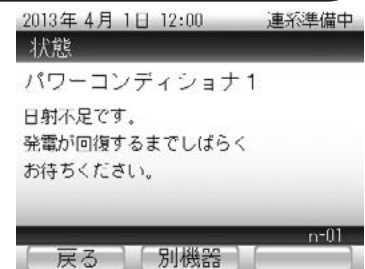 2013年 4月 1日 12:00 連系準備中
状態
パワーコンディショナ1
日射不足です。
発電が回復するまでしばらく
お待ちください。
n-01
戻る 別機器